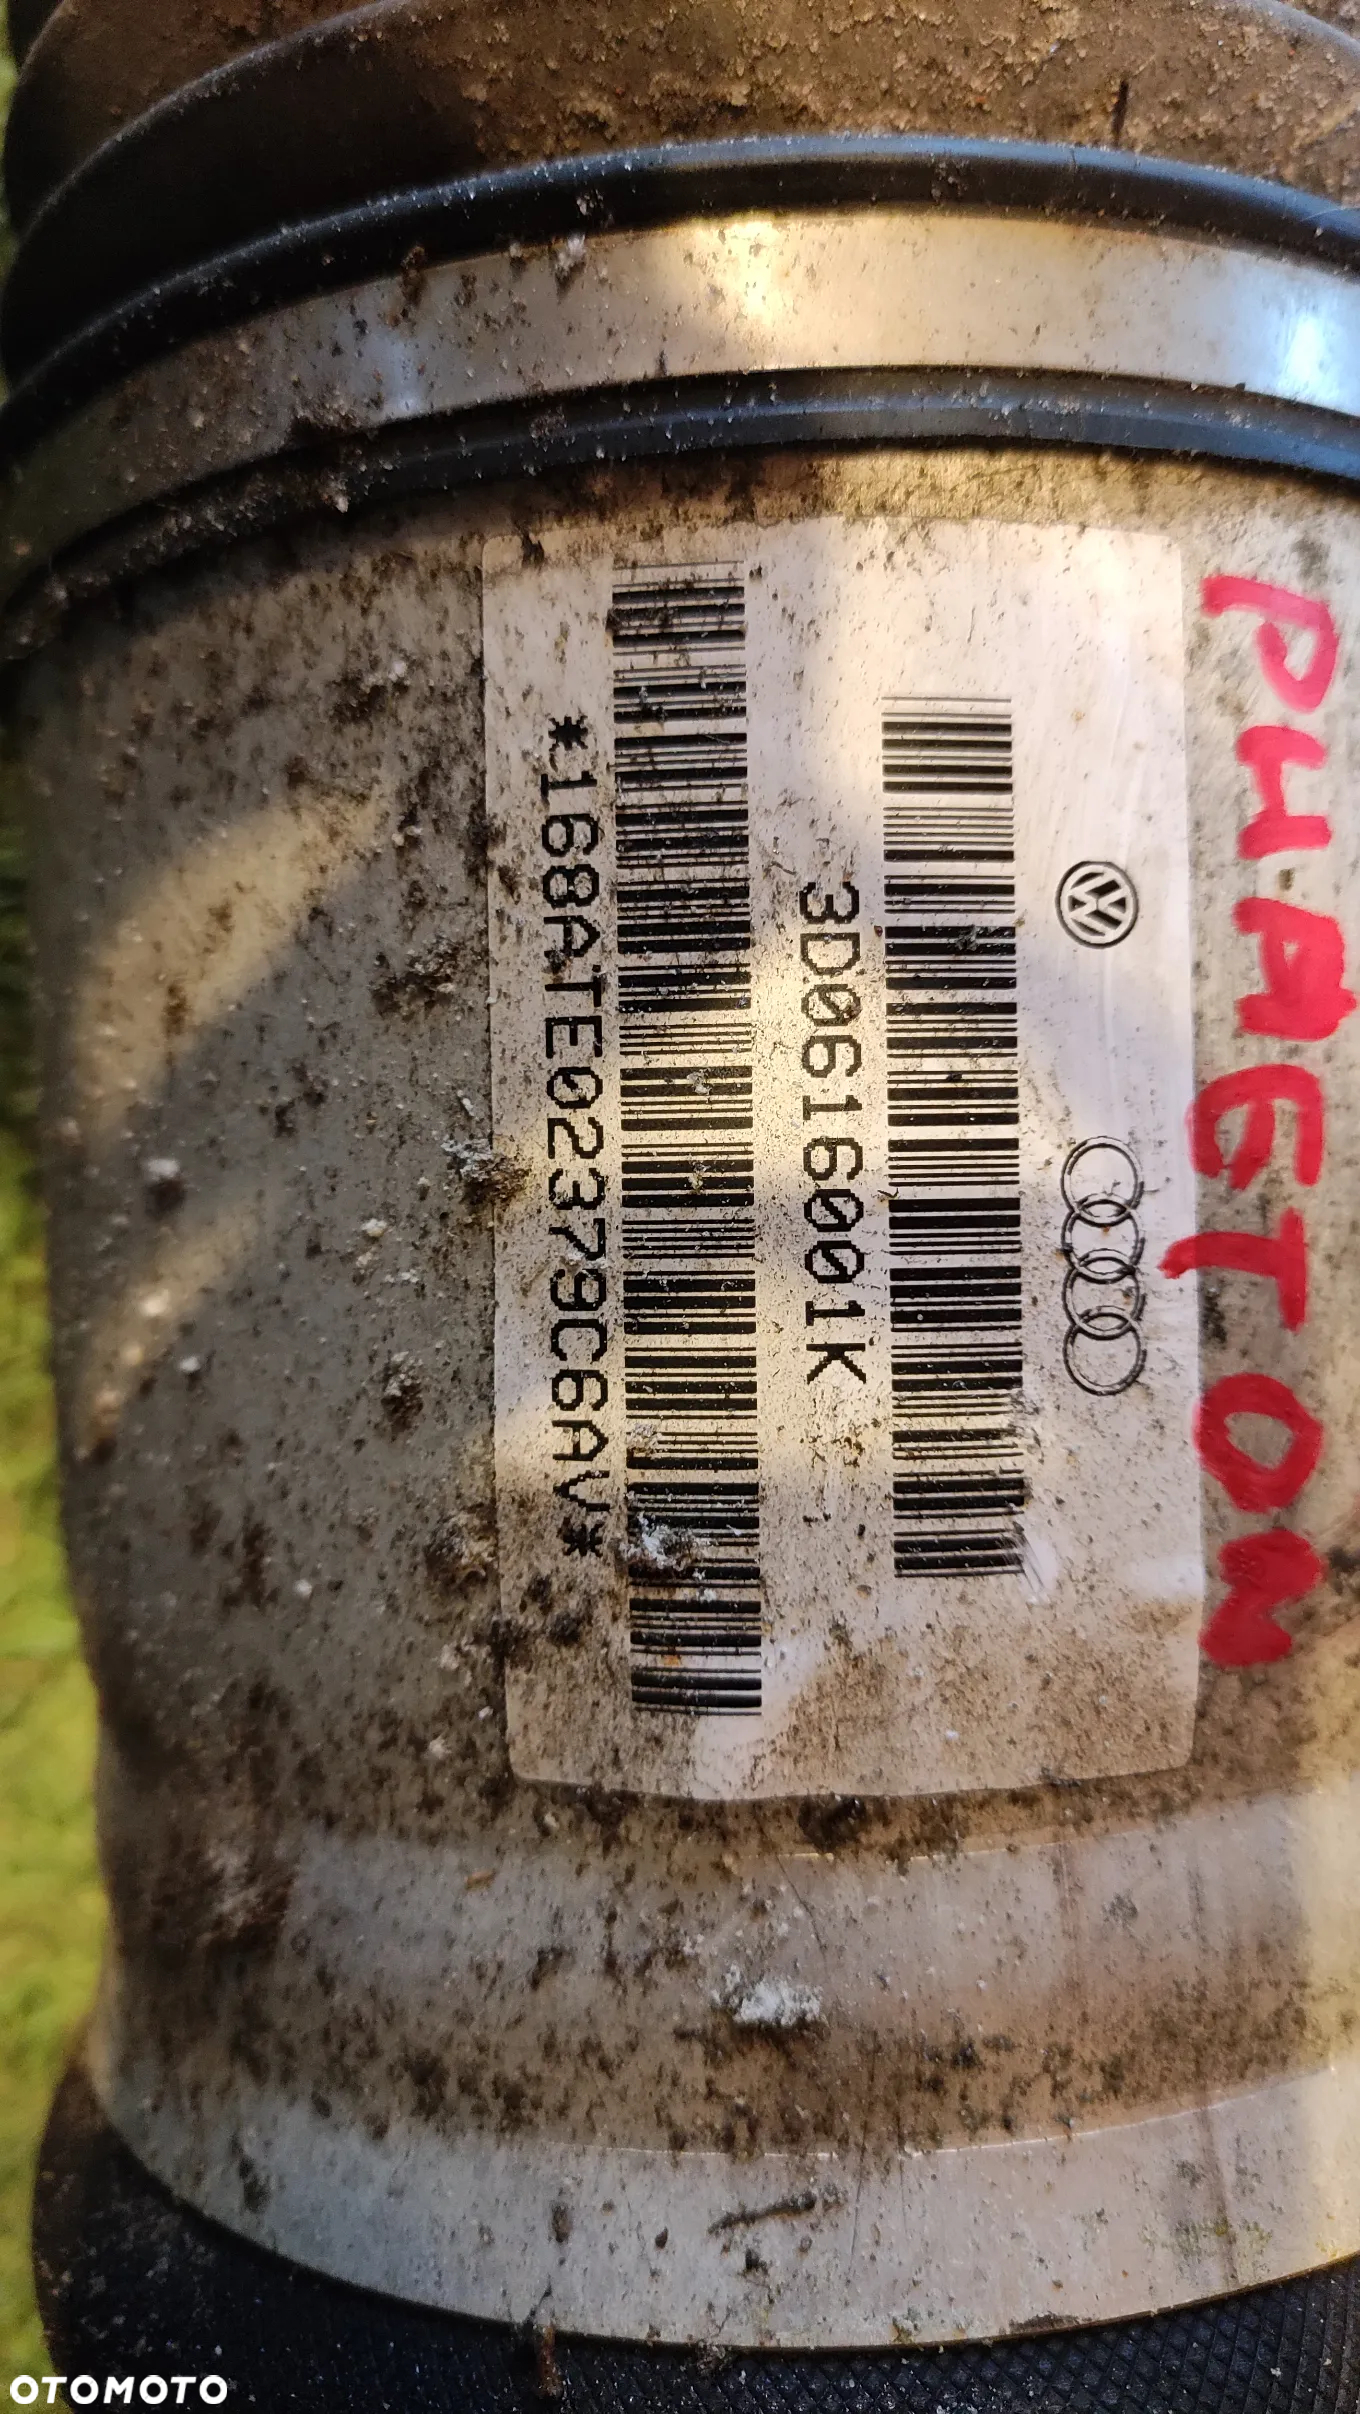 PHAETON
3D0616001K
*168ATE02379C6AV*
OTOMOTO